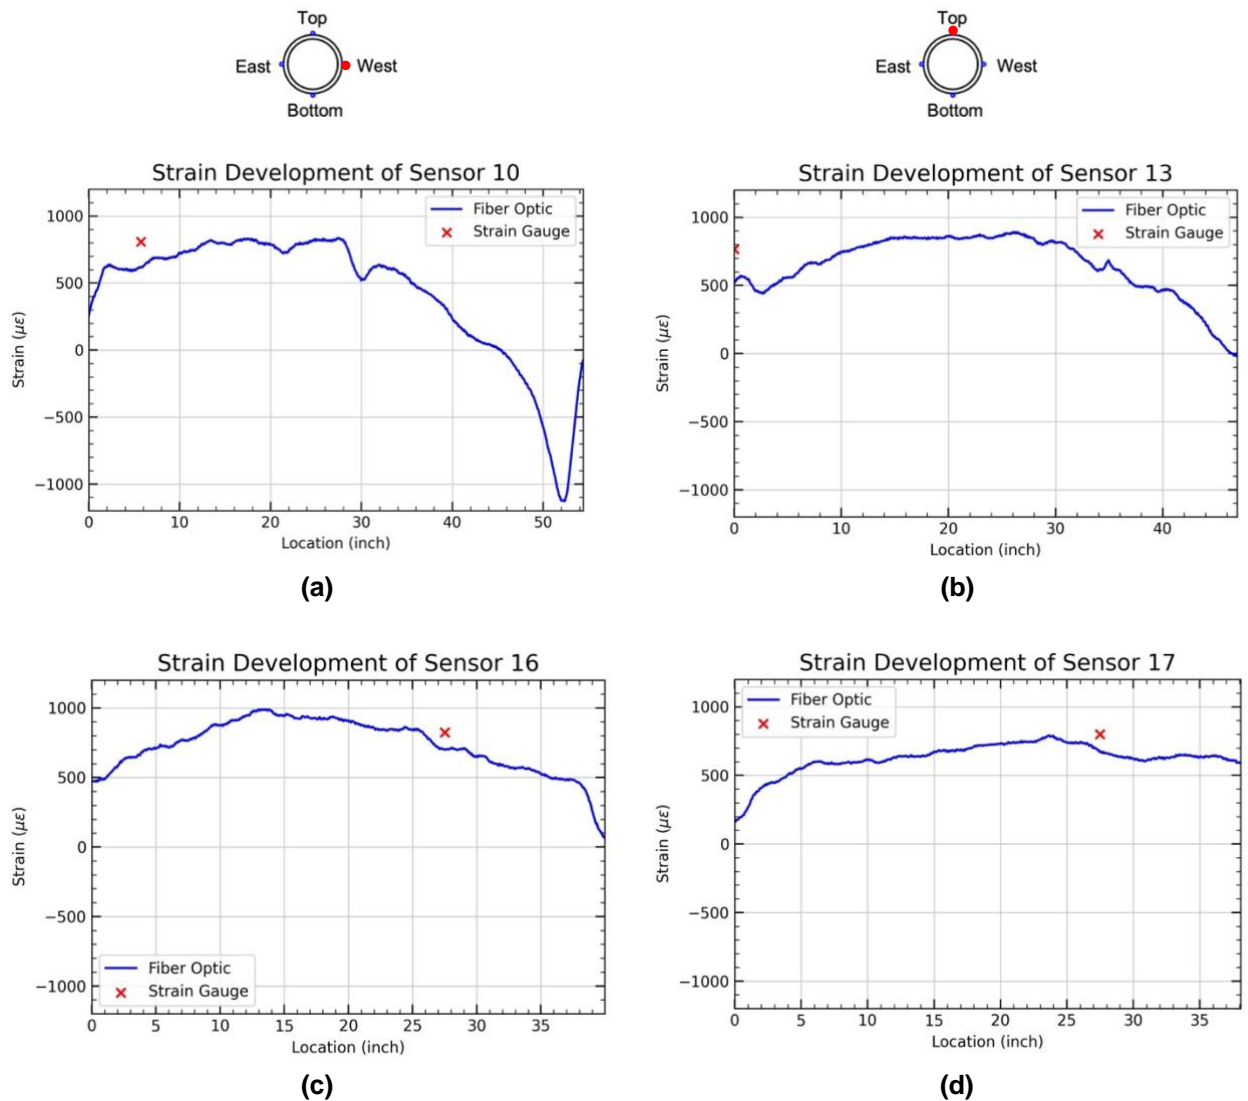 Top
East West
Bottom
Top
East West
Bottom
Strain Development of Sensor 10
Fiber Optic
Strain Gauge
1000
500
0
−500
−1000
Strain (με)
0 10 20 30 40 50
Location (inch)
(a)
Strain Development of Sensor 13
Fiber Optic
Strain Gauge
1000
500
0
−500
−1000
Strain (με)
0 10 20 30 40
Location (inch)
(b)
Strain Development of Sensor 16
1000
500
0
−500
−1000
Strain (με)
Fiber Optic
Strain Gauge
0 5 10 15 20 25 30 35
Location (inch)
(c)
Strain Development of Sensor 17
Fiber Optic
Strain Gauge
1000
500
0
−500
−1000
Strain (με)
0 5 10 15 20 25 30 35
Location (inch)
(d)